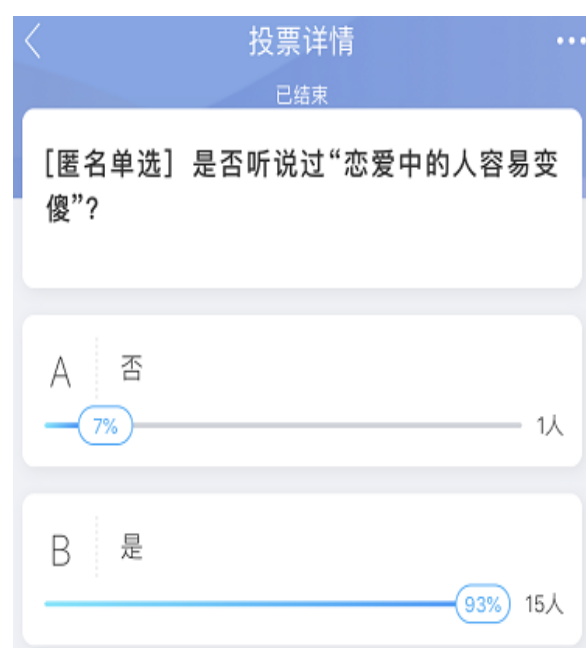 投票详情
已结束
[匿名单选] 是否听说过“恋爱中的人容易变
傻”?
A 否
7% 1人
B 是
93% 15人